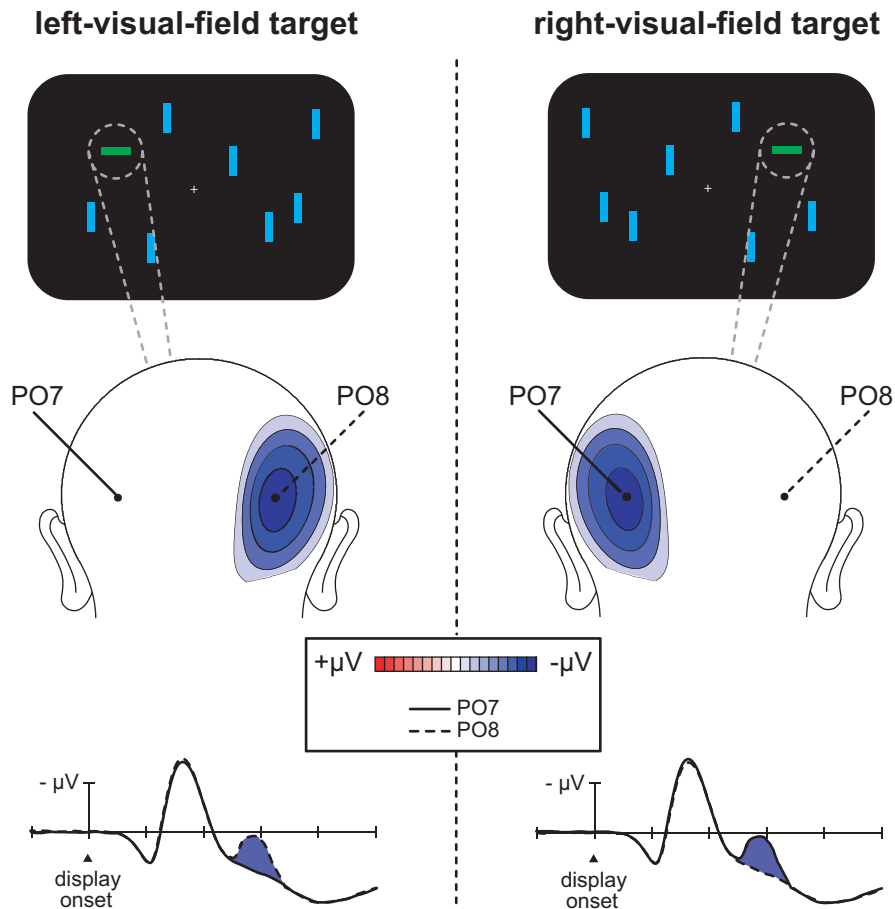 left-visual-field target
right-visual-field target
PO7
PO8
PO7
PO8
+µV
-µV
PO7
PO8
- µV
display
onset
- µV
display
onset